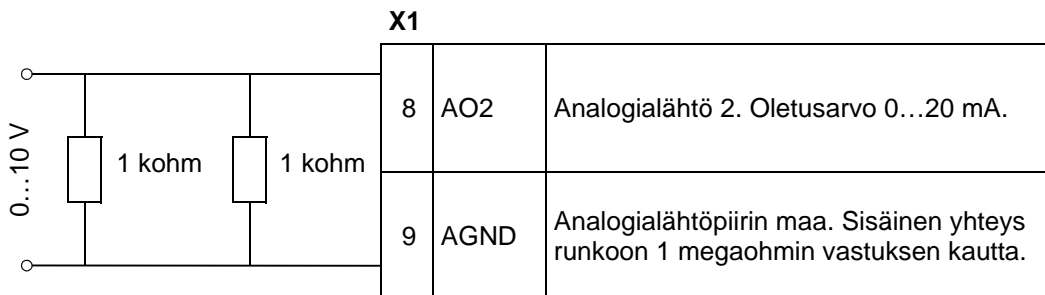 X1
0…10 V
1 kohm
1 kohm
8 AO2 Analogialähtö 2. Oletusarvo 0…20 mA.
9 AGND Analogialähtöpiirin maa. Sisäinen yhteys
runkoon 1 megaohmin vastuksen kautta.